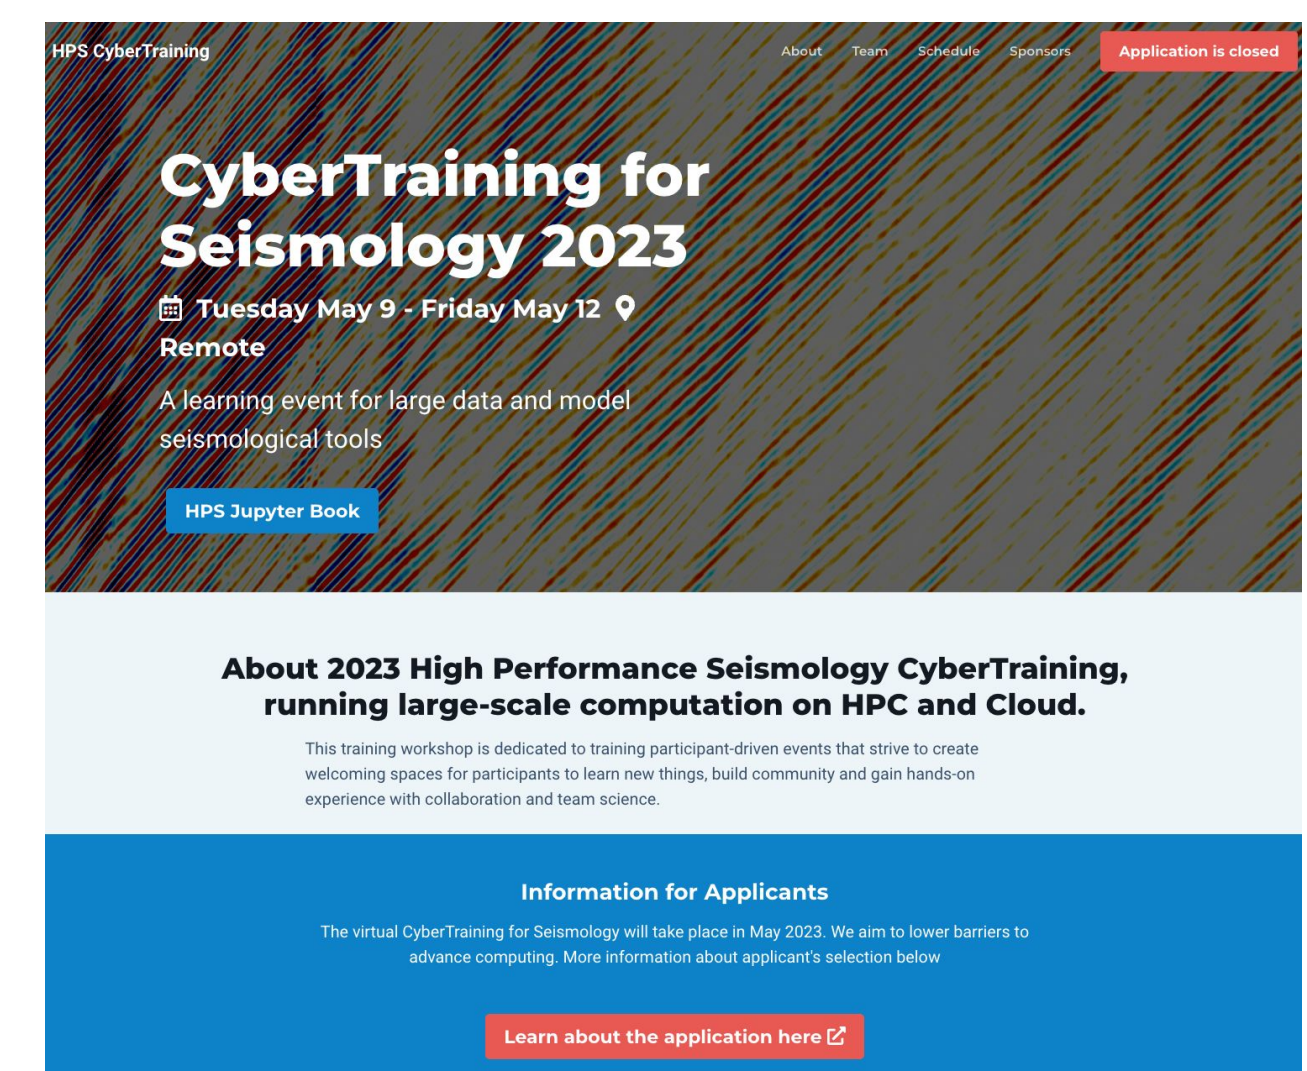 HPS CyberTraining
About Team Schedule Sponsors Application is closed
CyberTraining for
Seismology 2023
Tuesday May 9 - Friday May 12
Remote
A learning event for large data and model
seismological tools
HPS Jupyter Book
About 2023 High Performance Seismology CyberTraining,
running large-scale computation on HPC and Cloud.
This training workshop is dedicated to training participant-driven events that strive to create
welcoming spaces for participants to learn new things, build community and gain hands-on
experience with collaboration and team science.
Information for Applicants
The virtual CyberTraining for Seismology will take place in May 2023. We aim to lower barriers to
advance computing. More information about applicant's selection below
Learn about the application here